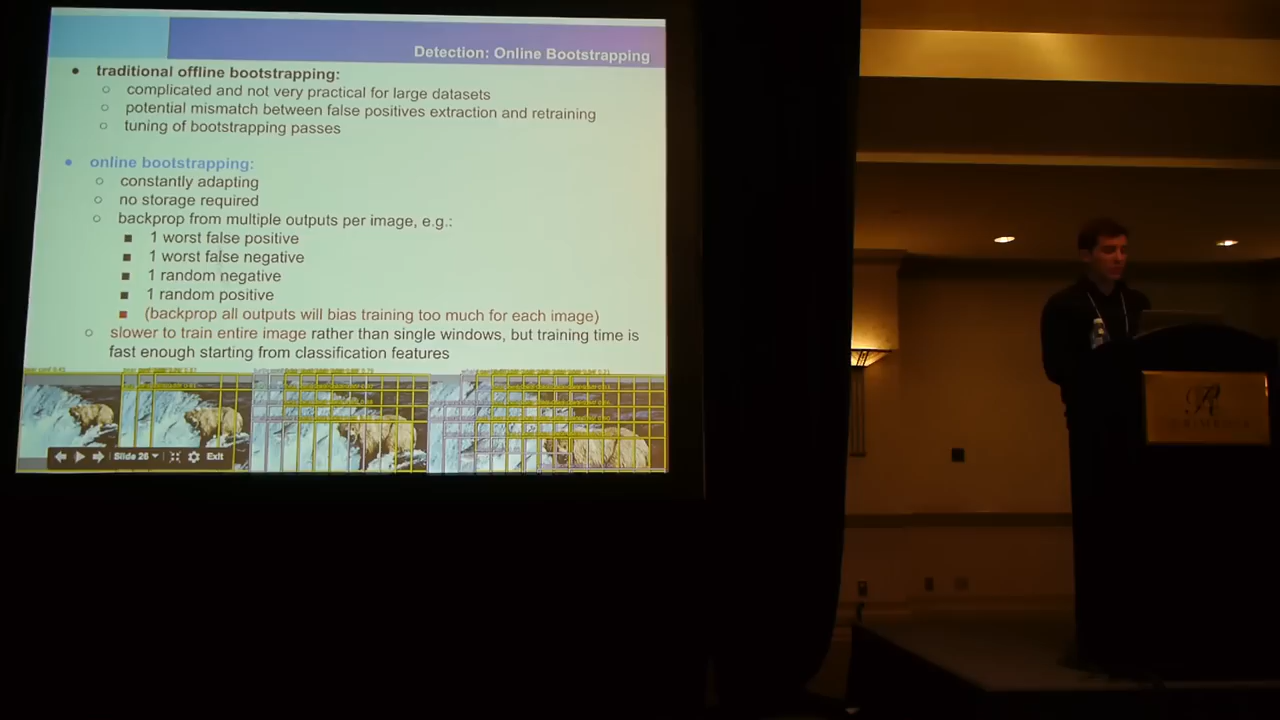 Detection: Online Bootstrapping
● traditional offline bootstrapping:
○ complicated and not very practical for large datasets
○ potential mismatch between false positives extraction and retraining
○ tuning of bootstrapping passes
● online bootstrapping:
○ constantly adapting
○ no storage required
○ backprop from multiple outputs per image, e.g.:
■ 1 worst false positive
■ 1 worst false negative
■ 1 random negative
■ 1 random positive
■ (backprop all outputs will bias training too much for each image)
○ slower to train entire image rather than single windows, but training time is
fast enough starting from classification features
Slide 26
Exit
R